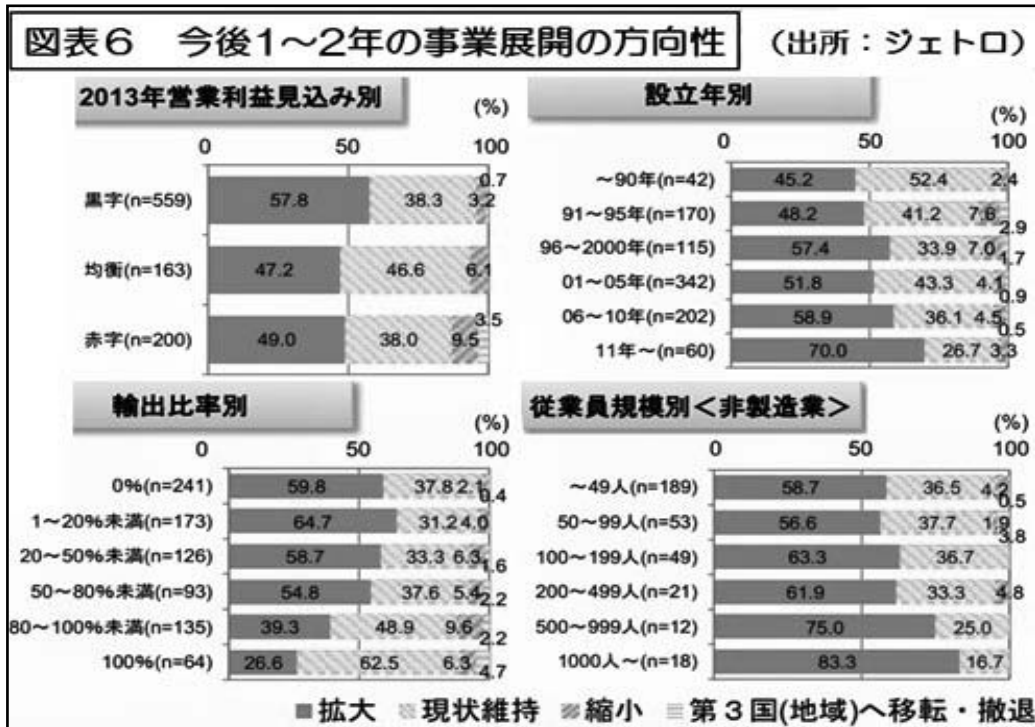 図表6 今後1～2年の事業展開の方向性 （出所：ジェトロ）
2013年営業利益見込み別
(%)
0 50 100
黒字(n=559) 57.8 38.3 3.2 0.7
均衡(n=163) 47.2 46.6 6.1
赤字(n=200) 49.0 38.0 9.5 3.5
設立年別
(%)
0 50 100
～90年(n=42) 45.2 52.4 2.4
91～95年(n=170) 48.2 41.2 7.6 2.9
96～2000年(n=115) 57.4 33.9 7.0 1.7
01～05年(n=342) 51.8 43.3 4.1 0.9
06～10年(n=202) 58.9 36.1 4.5 0.5
11年～(n=60) 70.0 26.7 3.3
輸出比率別
(%)
0 50 100
0%(n=241) 59.8 37.8 2.1 0.4
1～20%未満(n=173) 64.7 31.2 4.0
20～50%未満(n=126) 58.7 33.3 6.3 1.6
50～80%未満(n=93) 54.8 37.6 5.4 2.2
80～100%未満(n=135) 39.3 48.9 9.6 2.2
100%(n=64) 26.6 62.5 6.3 4.7
従業員規模別＜非製造業＞
(%)
0 50 100
～49人(n=189) 58.7 36.5 4.2 0.5
50～99人(n=53) 56.6 37.7 1.9 3.8
100～199人(n=49) 63.3 36.7
200～499人(n=21) 61.9 33.3 4.8
500～999人(n=12) 75.0 25.0
1000人～(n=18) 83.3 16.7
拡大 現状維持 縮小 第３国(地域)へ移転・撤退